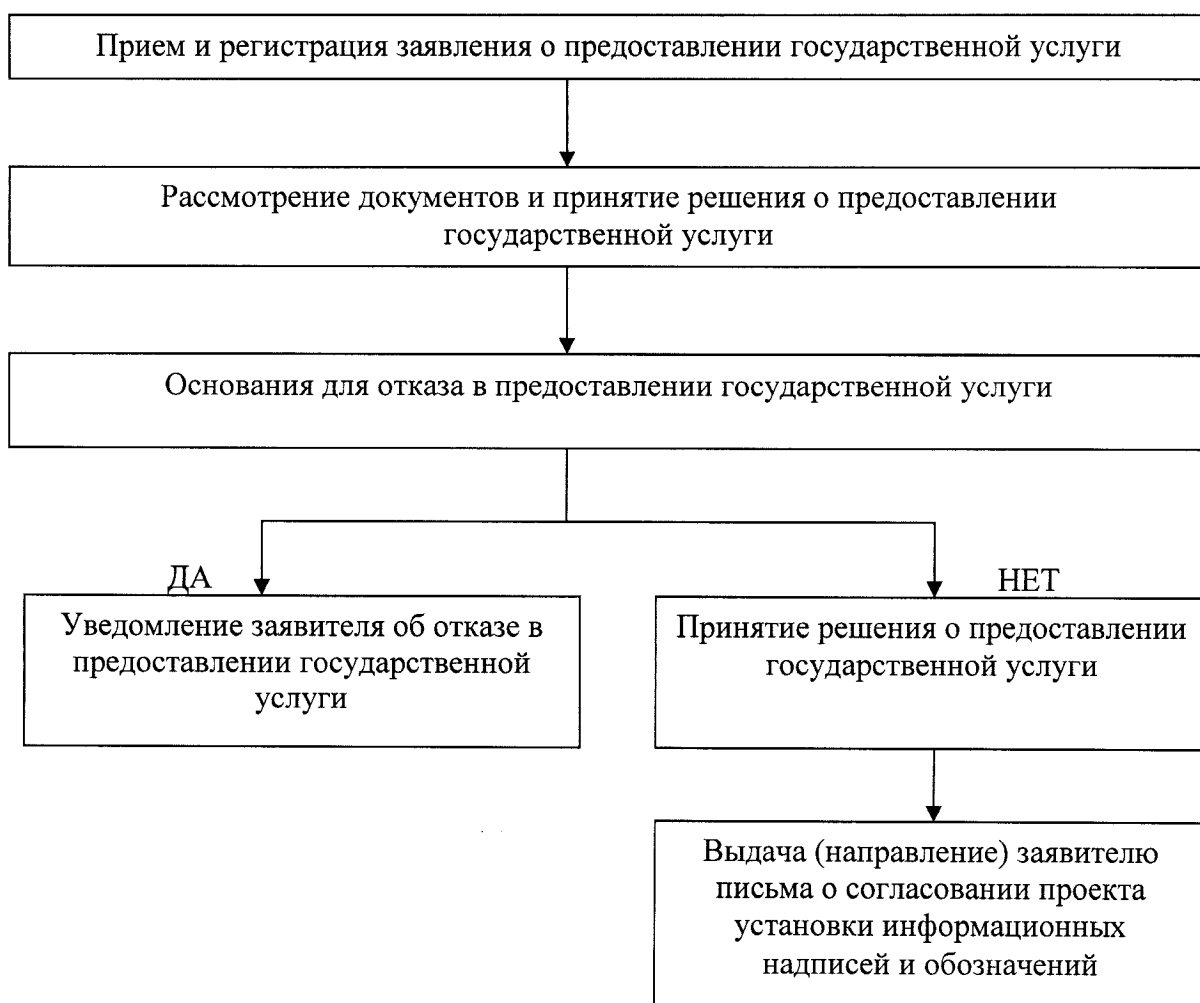 Прием и регистрация заявления о предоставлении государственной услуги
Рассмотрение документов и принятие решения о предоставлении
государственной услуги
Основания для отказа в предоставлении государственной услуги
ДА
НЕТ
Уведомление заявителя об отказе в
предоставлении государственной
услуги
Принятие решения о предоставлении
государственной услуги
Выдача (направление) заявителю
письма о согласовании проекта
установки информационных
надписей и обозначений